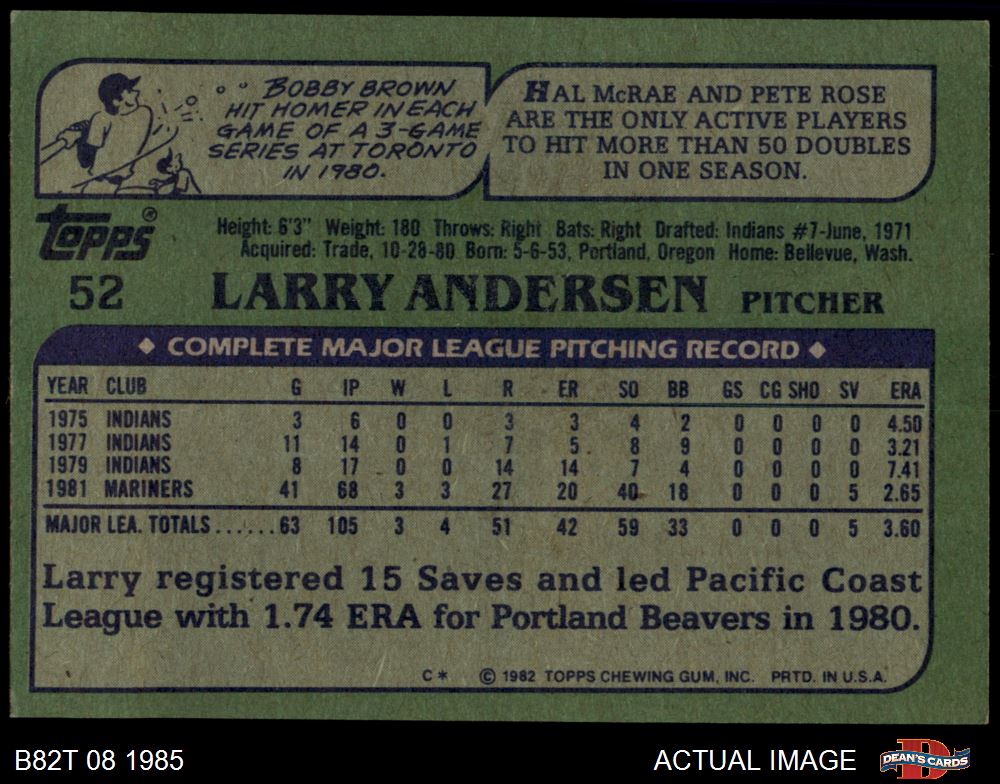 BOBBY BROWN
HIT HOMER IN EACH
GAME OF A 3-GAME
SERIES AT TORONTO
IN 1980.
HAL McRAE AND PETE ROSE
ARE THE ONLY ACTIVE PLAYERS
TO HIT MORE THAN 50 DOUBLES
IN ONE SEASON.
Topps®
Height: 6'3" Weight: 180 Throws: Right Bats: Right Drafted: Indians #7-June, 1971
Acquired: Trade, 10-28-80 Born: 5-6-53, Portland, Oregon Home: Bellevue, Wash.
52 LARRY ANDERSEN PITCHER
◆ COMPLETE MAJOR LEAGUE PITCHING RECORD ◆
YEAR CLUB G IP W L R ER SO BB GS CG SHO SV ERA
1975 INDIANS 3 6 0 0 3 3 4 2 0 0 0 0 4.50
1977 INDIANS 11 14 0 1 7 5 8 9 0 0 0 0 3.21
1979 INDIANS 8 17 0 0 14 14 7 4 0 0 0 0 7.41
1981 MARINERS 41 68 3 3 27 20 40 18 0 0 0 5 2.65
MAJOR LEA. TOTALS......63 105 3 4 51 42 59 33 0 0 0 5 3.60
Larry registered 15 Saves and led Pacific Coast
League with 1.74 ERA for Portland Beavers in 1980.
C* © 1982 TOPPS CHEWING GUM, INC. PRTD. IN U.S.A.
B82T 08 1985
ACTUAL IMAGE
D
DEAN'S CARDS